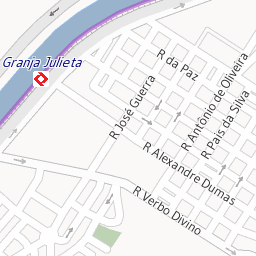 Granja Julieta
R da Paz
R José Guerra
R Antônio de Oliveira
R Pais da Silva
R Alexandre Dumas
R Verbo Divino